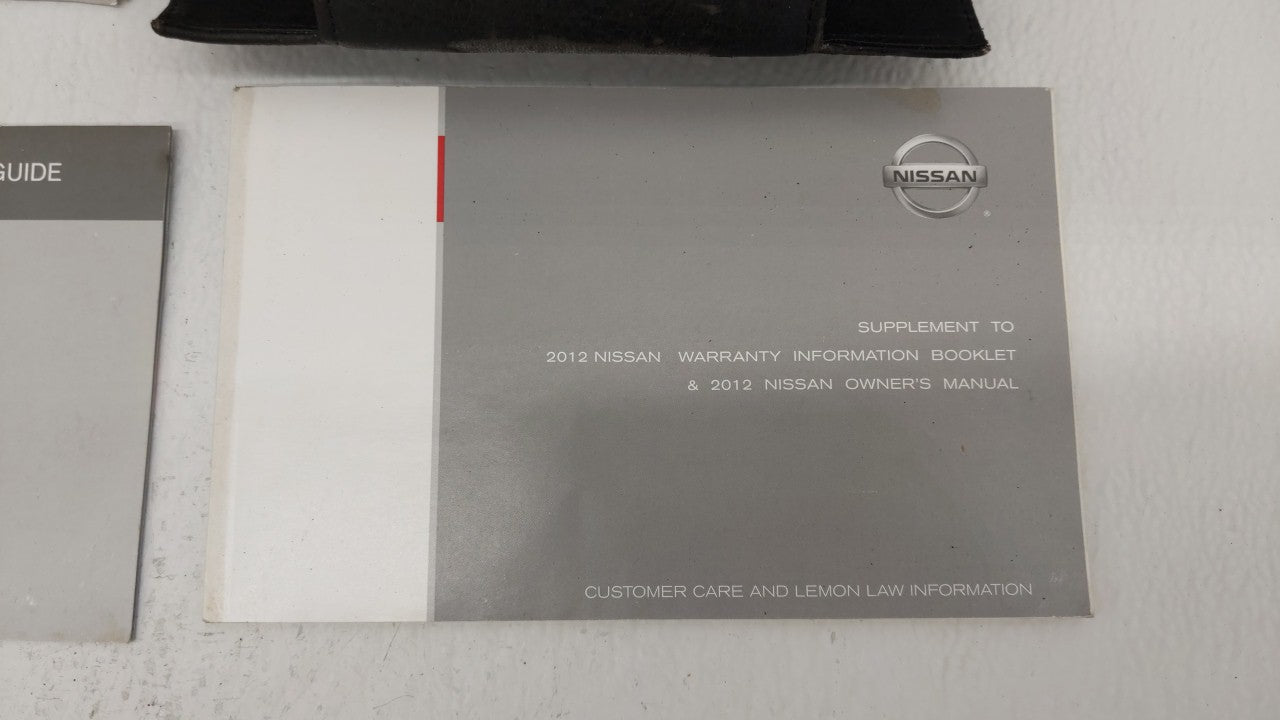 GUIDE
NISSAN
SUPPLEMENT TO
2012 NISSAN WARRANTY INFORMATION BOOKLET
& 2012 NISSAN OWNER'S MANUAL
CUSTOMER CARE AND LEMON LAW INFORMATION